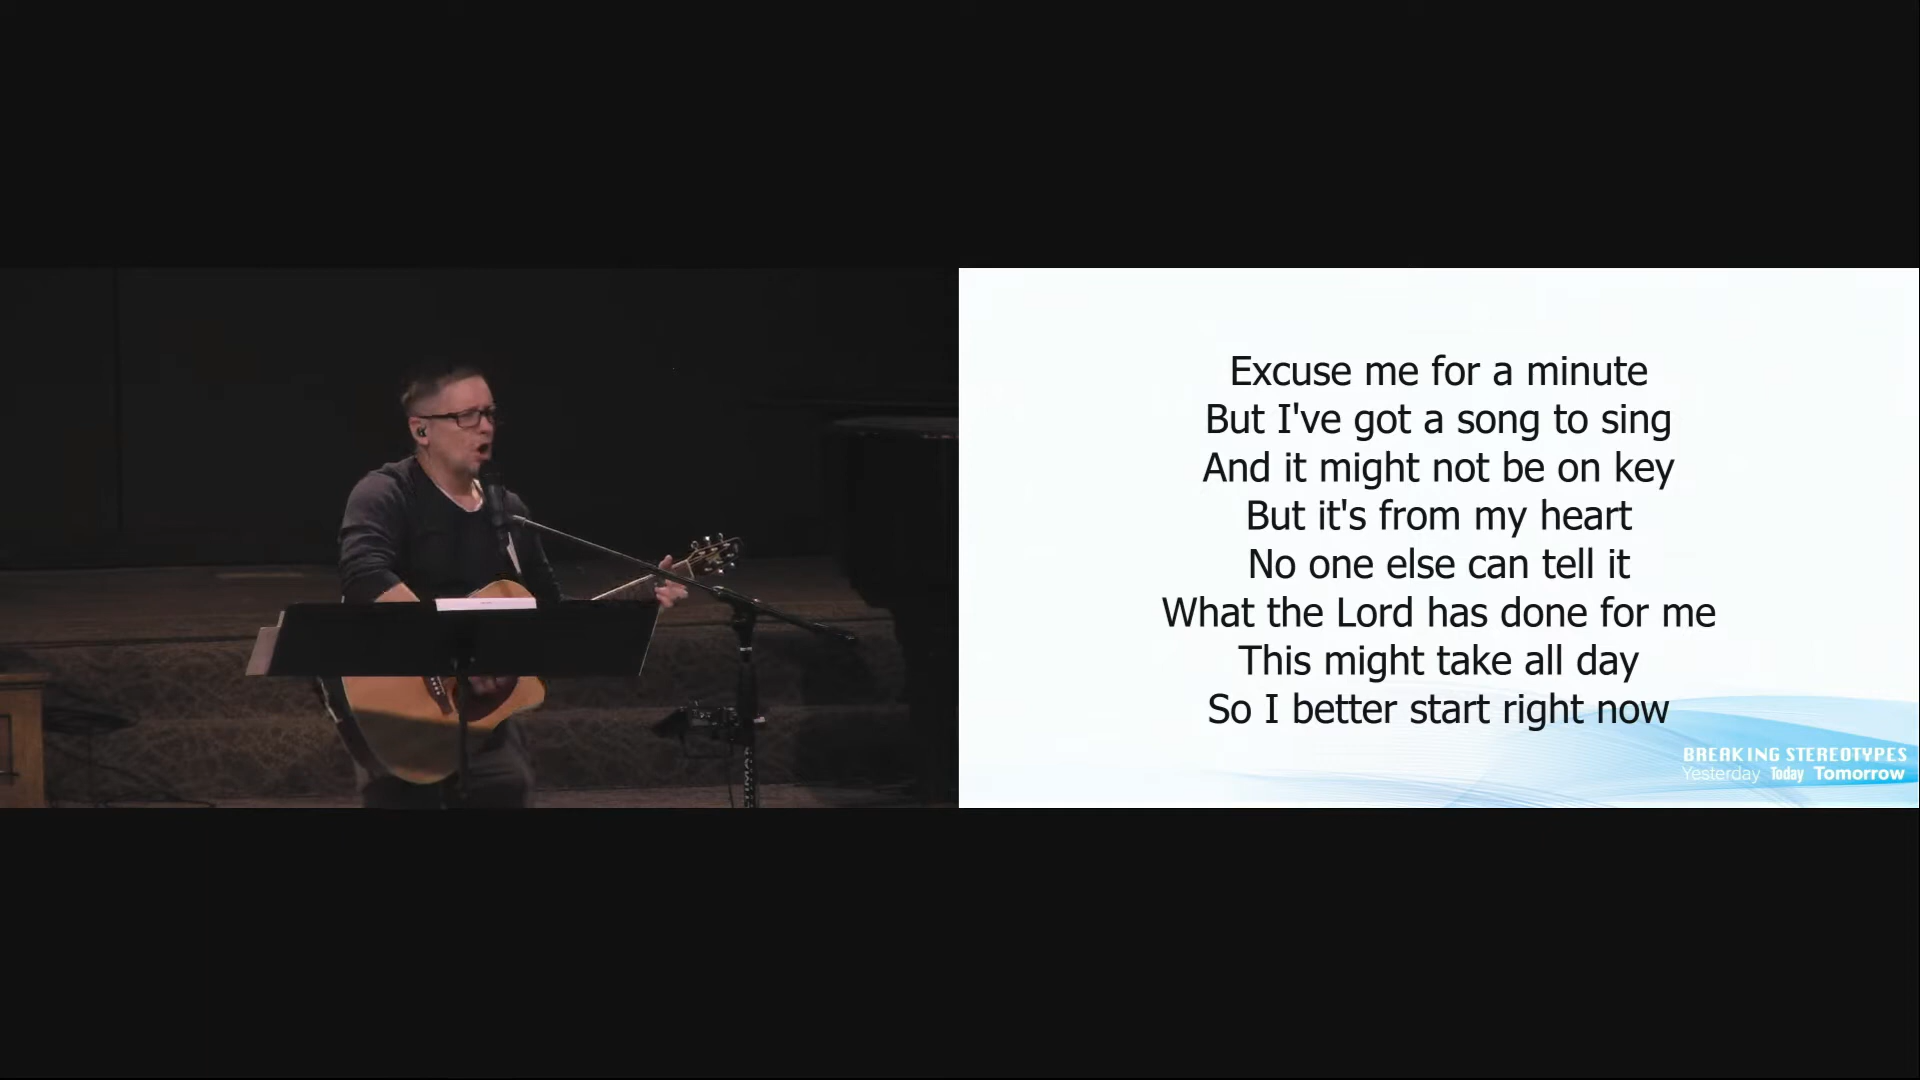 Excuse me for a minute
But I've got a song to sing
And it might not be on key
But it's from my heart
No one else can tell it
What the Lord has done for me
This might take all day
So I better start right now
BREAKING STEREOTYPES
Yesterday Today Tomorrow